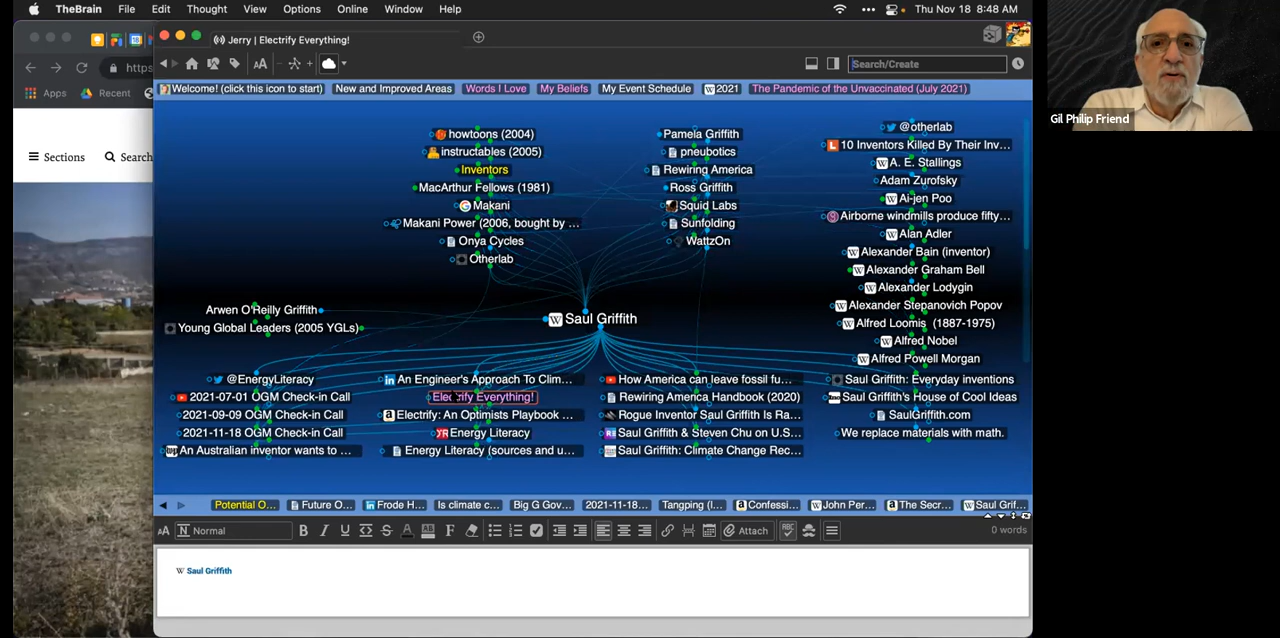 TheBrain File Edit Thought View Options Online Window Help Thu Nov 18 8:48 AM
Jerry | Electrify Everything!
https
Search/Create
Apps Recent
Welcome! (click this icon to start) New and Improved Areas Words I Love My Beliefs My Event Schedule 2021 The Pandemic of the Unvaccinated (July 2021)
Sections Search
howtoons (2004)
instructables (2005)
Inventors
MacArthur Fellows (1981)
Makani
Makani Power (2006, bought by ...
Onya Cycles
Otherlab
Pamela Griffith
pneubotics
Rewiring America
Ross Griffith
Squid Labs
Sunfolding
WattzOn
@otherlab
10 Inventors Killed By Their Inv...
A. E. Stallings
Adam Zurofsky
Ai-jen Poo
Airborne windmills produce fifty...
Alan Adler
Alexander Bain (inventor)
Alexander Graham Bell
Alexander Lodygin
Alexander Stepanovich Popov
Alfred Loomis (1887-1975)
Alfred Nobel
Alfred Powell Morgan
Arwen O'Reilly Griffith
Young Global Leaders (2005 YGLs)
Saul Griffith
@EnergyLiteracy
2021-07-01 OGM Check-in Call
2021-09-09 OGM Check-in Call
2021-11-18 OGM Check-in Call
An Australian inventor wants to ...
An Engineer's Approach To Clim...
Electrify Everything!
Electrify: An Optimists Playbook ...
Energy Literacy
Energy Literacy (sources and u...
How America can leave fossil fu...
Rewiring America Handbook (2020)
Rogue Inventor Saul Griffith Is Ra...
Saul Griffith & Steven Chu on U.S...
Saul Griffith: Climate Change Rec...
Saul Griffith: Everyday inventions
Saul Griffith's House of Cool Ideas
SaulGriffith.com
We replace materials with math.
Potential O... Future O... Frode H... Is climate c... Big G Gov... 2021-11-18... Tangping (l... Confessi... John Per... The Secr... Saul Grif...
Normal Attach 0 words
Saul Griffith
Gil Philip Friend